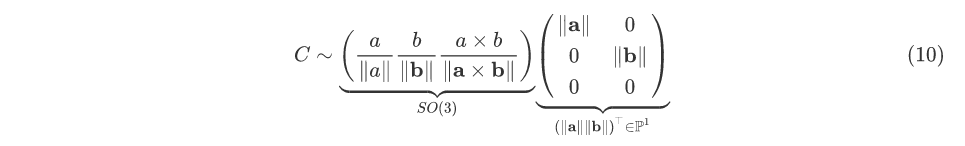 C ∼ ( a/‖a‖ b/‖𝐛‖ a × b/‖𝐚 × 𝐛‖ ) ( ‖𝐚‖ 0 ; 0 ‖𝐛‖ ; 0 0 ) (10)
SO(3)
(‖𝐚‖‖𝐛‖)^⊤∈ℙ^1